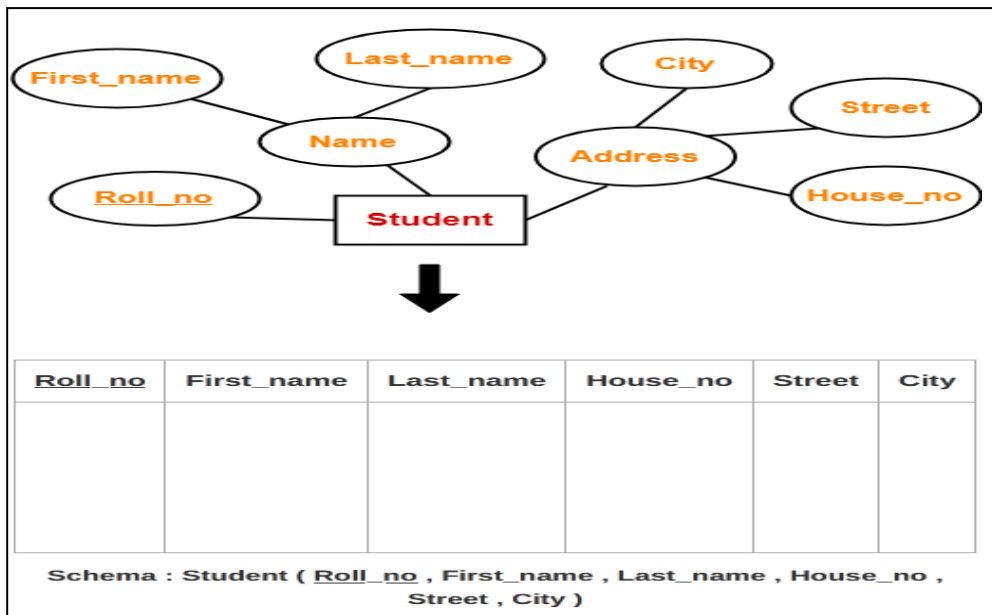 First_name
Last_name
City
Street
Name
Address
Roll_no
House_no
Student
Roll_no First_name Last_name House_no Street City
Schema : Student ( Roll_no , First_name , Last_name , House_no ,
Street , City )